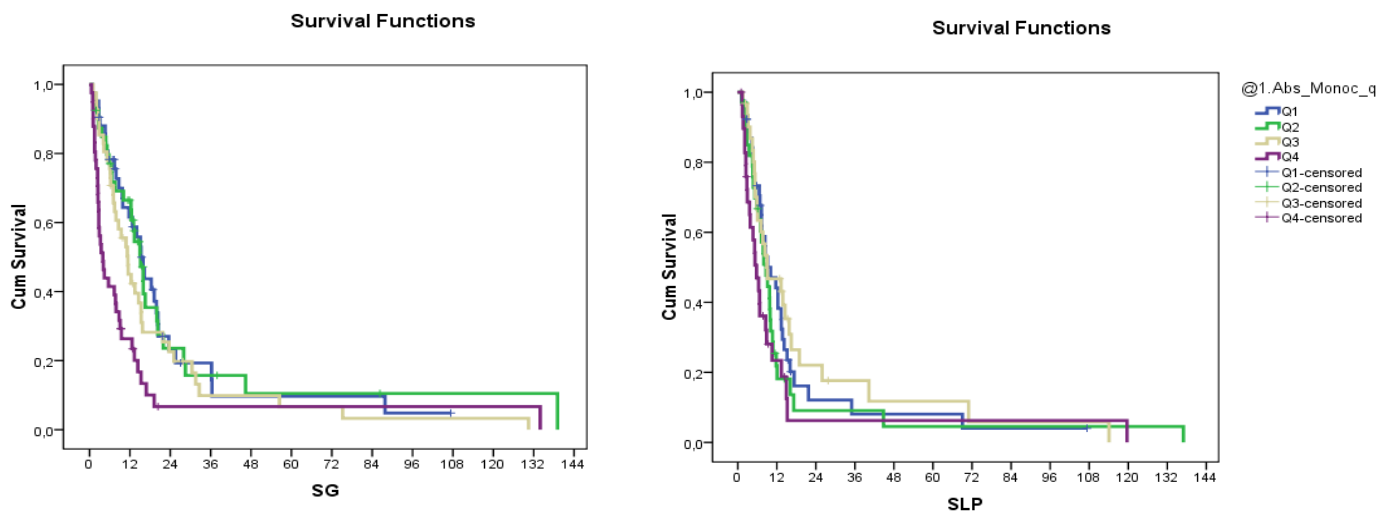 Survival Functions
1,0
0,8
0,6
0,4
0,2
0,0
Cum Survival
0 12 24 36 48 60 72 84 96 108 120 132 144
SG
Survival Functions
1,0
0,8
0,6
0,4
0,2
0,0
Cum Survival
0 12 24 36 48 60 72 84 96 108 120 132 144
SLP
@1.Abs_Monoc_q
Q1
Q2
Q3
Q4
Q1-censored
Q2-censored
Q3-censored
Q4-censored